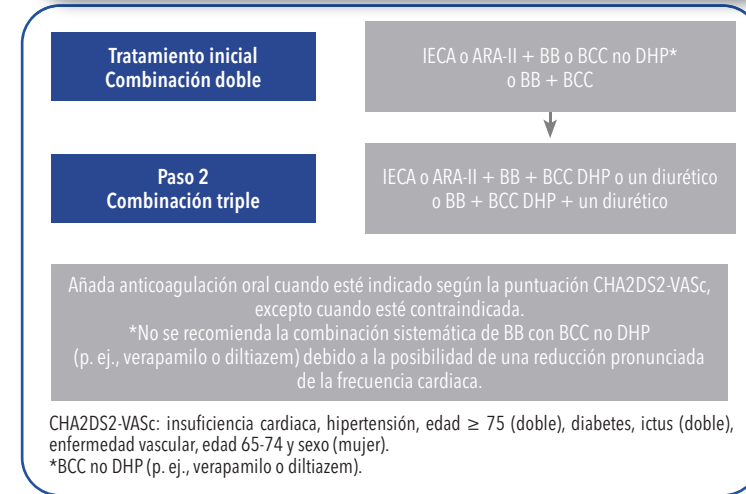 Tratamiento inicial
Combinación doble
IECA o ARA-II + BB o BCC no DHP*
o BB + BCC
Paso 2
Combinación triple
IECA o ARA-II + BB + BCC DHP o un diurético
o BB + BCC DHP + un diurético
Añada anticoagulación oral cuando esté indicado según la puntuación CHA2DS2-VASc,
excepto cuando esté contraindicada.
*No se recomienda la combinación sistemática de BB con BCC no DHP
(p. ej., verapamilo o diltiazem) debido a la posibilidad de una reducción pronunciada
de la frecuencia cardiaca.
CHA2DS2-VASc: insuficiencia cardiaca, hipertensión, edad ≥ 75 (doble), diabetes, ictus (doble),
enfermedad vascular, edad 65-74 y sexo (mujer).
*BCC no DHP (p. ej., verapamilo o diltiazem).